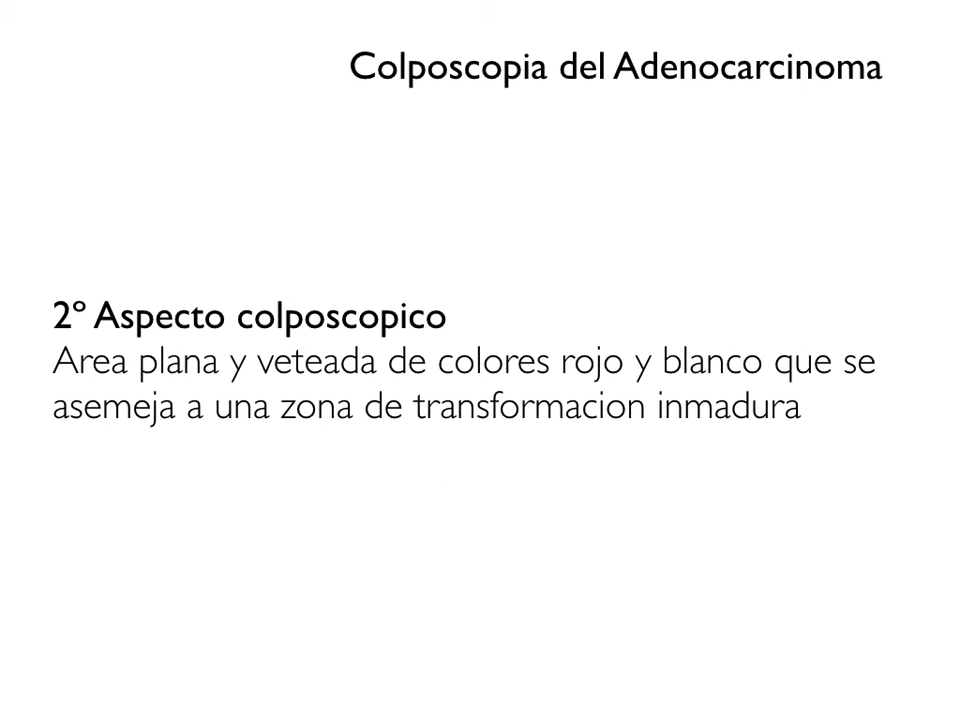 Colposcopia del Adenocarcinoma
2º Aspecto colposcopico
Area plana y veteada de colores rojo y blanco que se
asemeja a una zona de transformacion inmadura